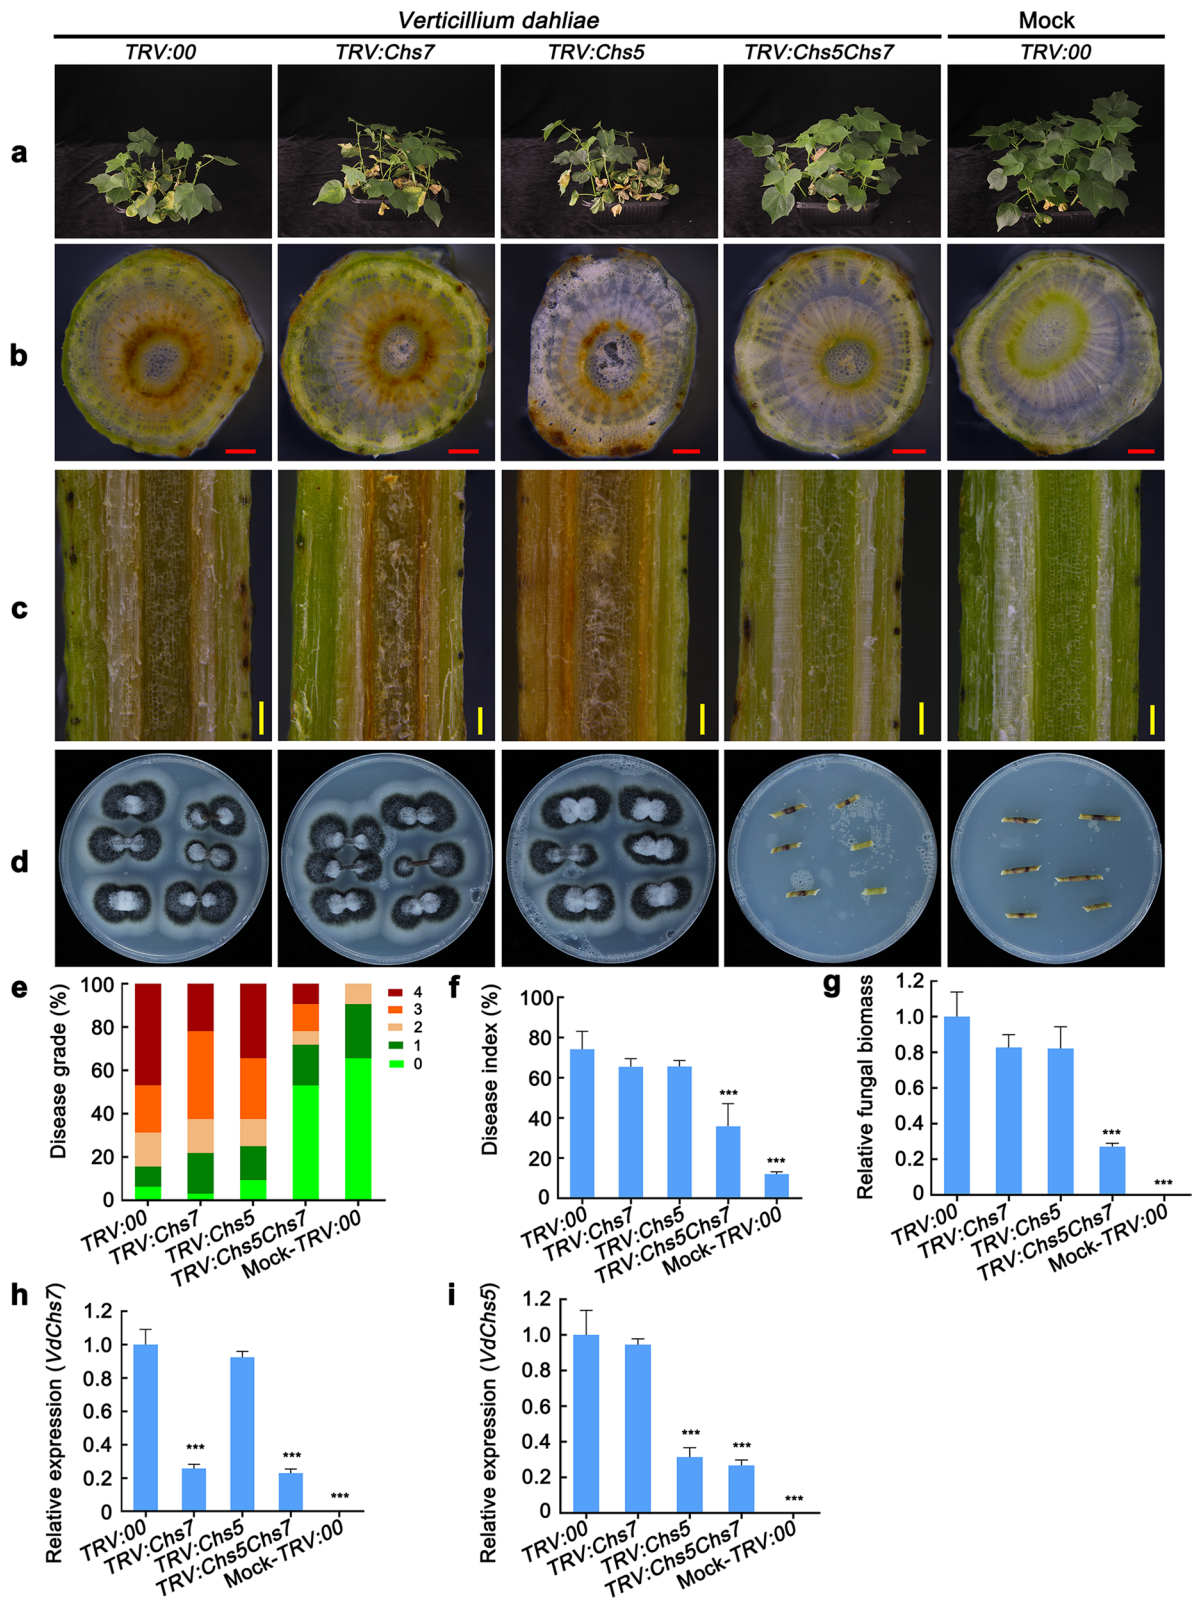 Verticillium dahliae Mock
TRV:00 TRV:Chs7 TRV:Chs5 TRV:Chs5Chs7 TRV:00
a
b
c
d
e
Disease grade (%)
100
80
60
40
20
0
4
3
2
1
0
TRV:00 TRV:Chs7 TRV:Chs5 TRV:Chs5Chs7 Mock-TRV:00
f
Disease index (%)
100
80
60
40
20
0
*** ***
TRV:00 TRV:Chs7 TRV:Chs5 TRV:Chs5Chs7 Mock-TRV:00
g
Relative fungal biomass
1.2
1.0
0.8
0.6
0.4
0.2
0
*** ***
TRV:00 TRV:Chs7 TRV:Chs5 TRV:Chs5Chs7 Mock-TRV:00
h
Relative expression (VdChs7)
1.2
1.0
0.8
0.6
0.4
0.2
0
*** *** ***
TRV:00 TRV:Chs7 TRV:Chs5 TRV:Chs5Chs7 Mock-TRV:00
i
Relative expression (VdChs5)
1.2
1.0
0.8
0.6
0.4
0.2
0
*** *** ***
TRV:00 TRV:Chs7 TRV:Chs5 TRV:Chs5Chs7 Mock-TRV:00